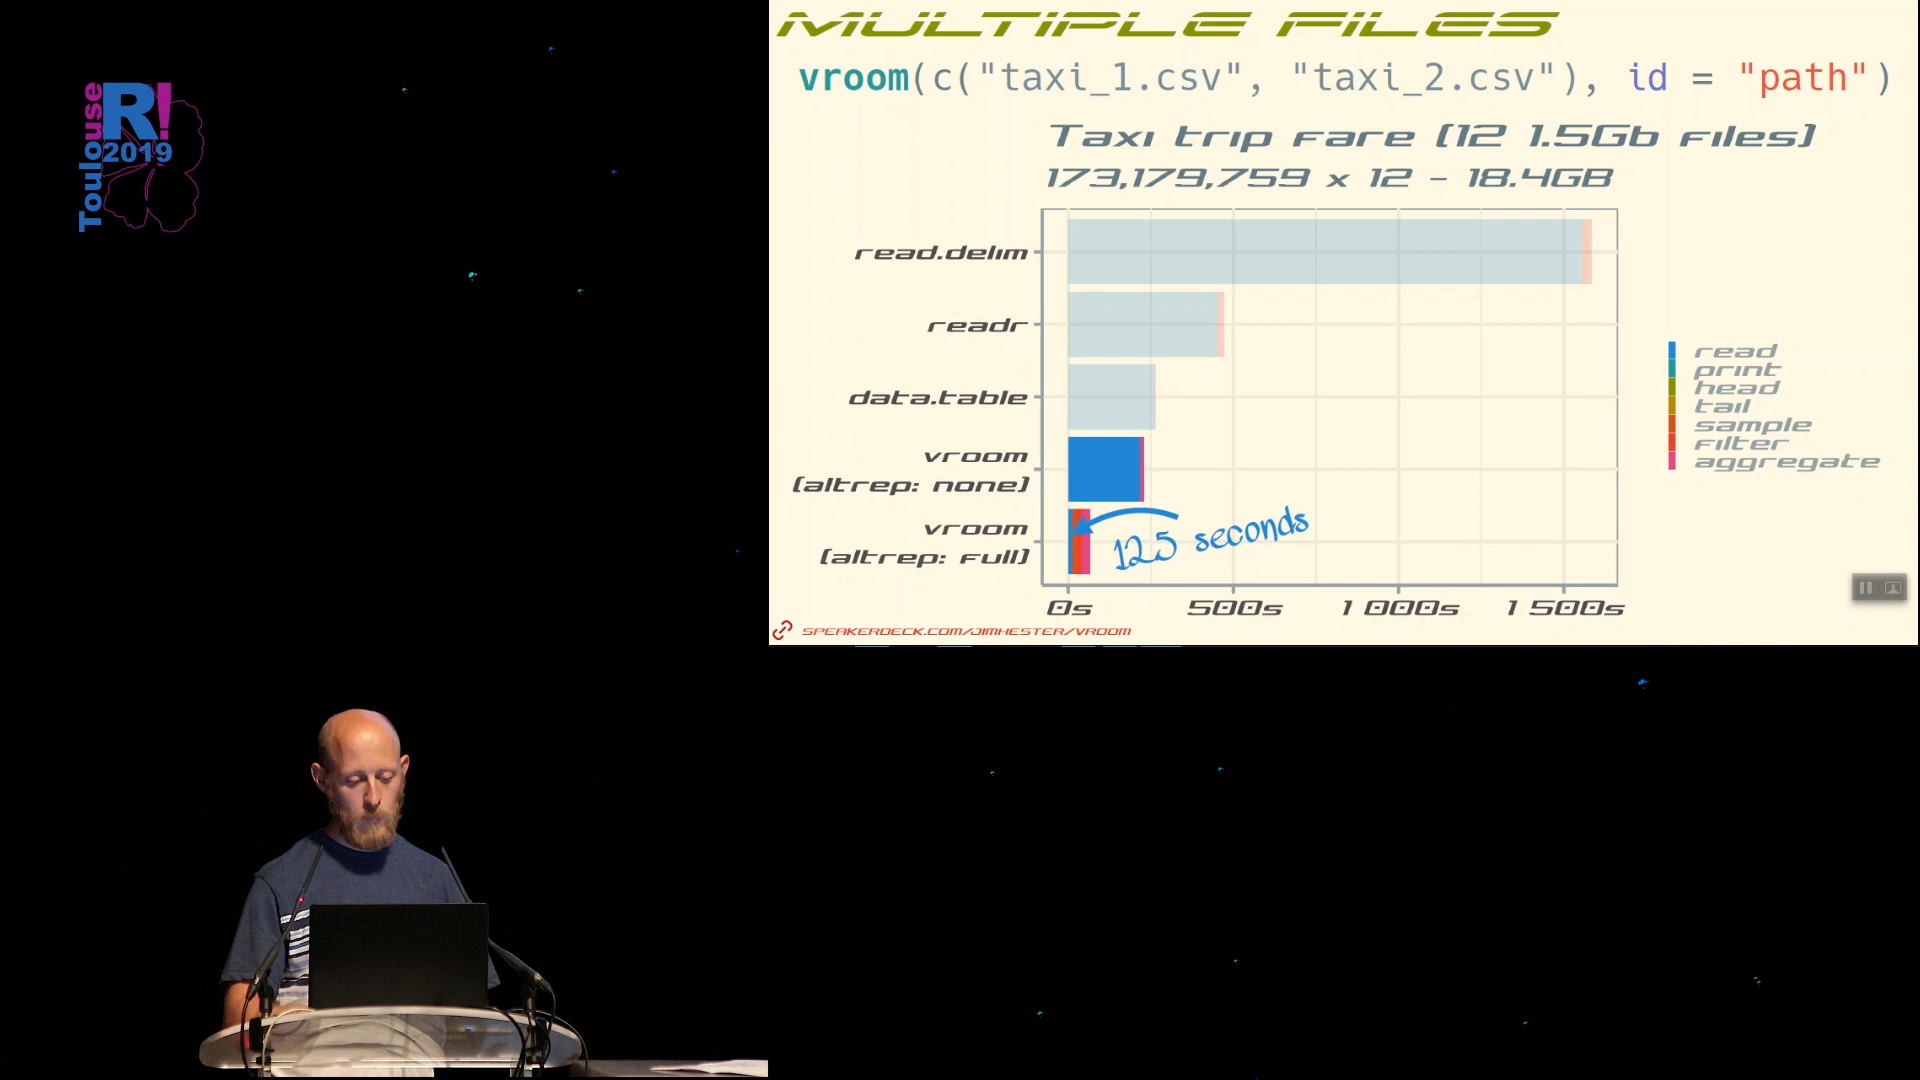 Toulouse
R!
2019
MULTIPLE FILES
vroom(c("taxi_1.csv", "taxi_2.csv"), id = "path")
Taxi trip fare (12 1.5Gb files)
173,179,759 x 12 - 18.4GB
read.delim
readr
data.table
vroom
(altrep: none)
vroom
(altrep: full)
12.5 seconds
0s 500s 1 000s 1 500s
read
print
head
tail
sample
filter
aggregate
SPEAKERDECK.COM/JIMHESTER/VROOM